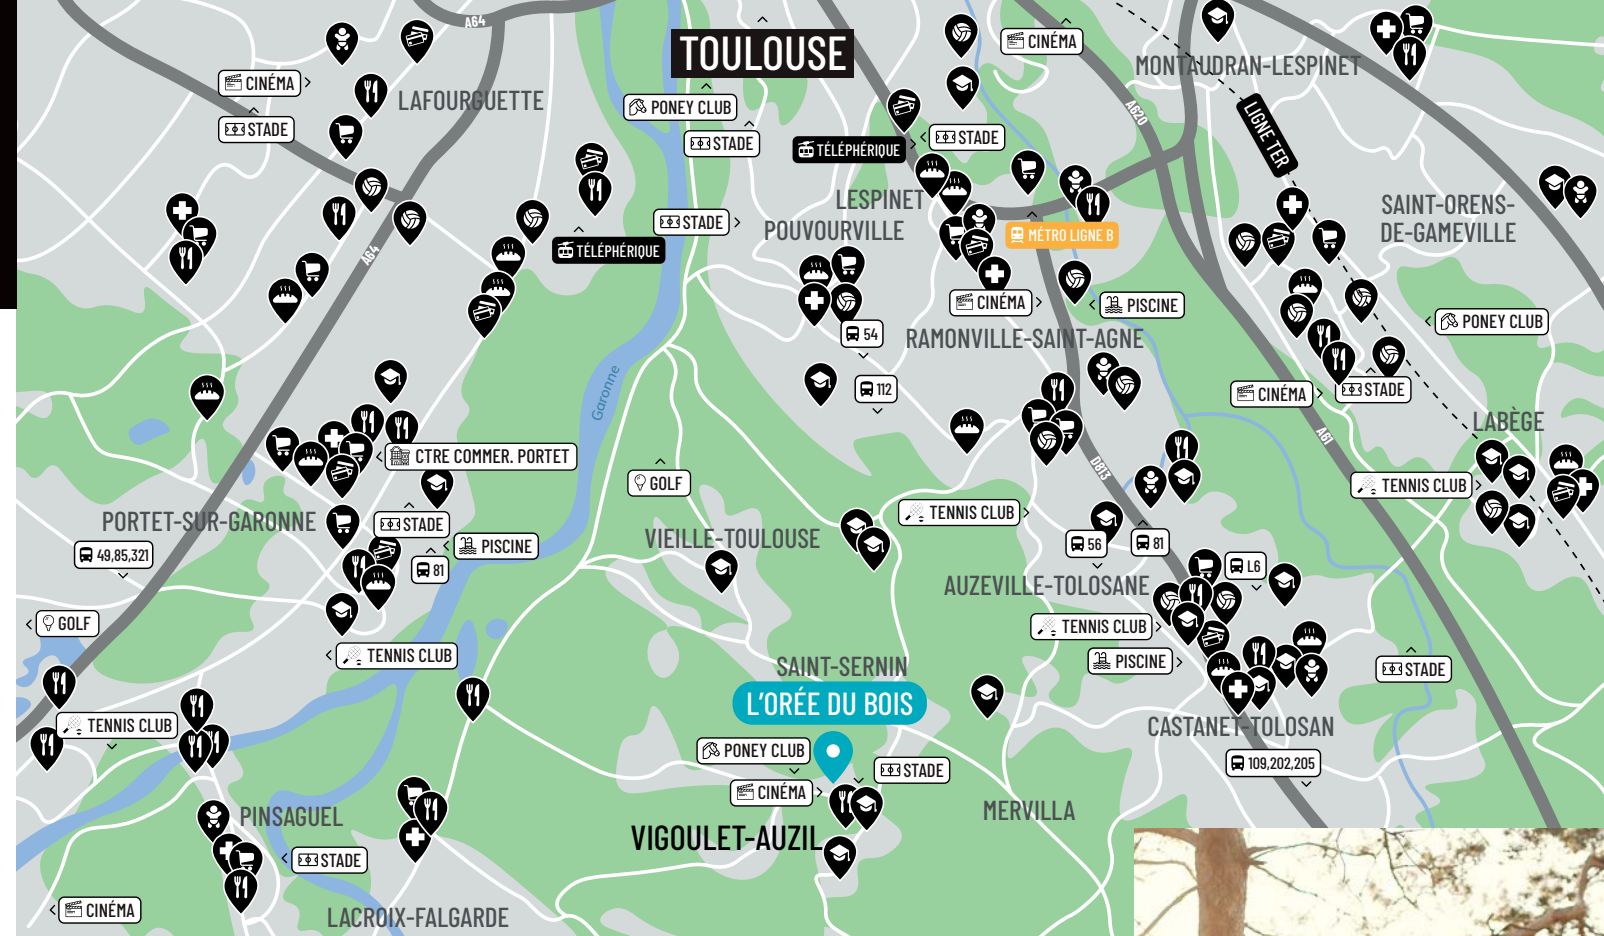 A64
TOULOUSE
CINÉMA
MONTAUDRAN-LESPINET
CINÉMA
LAFOURGUETTE
PONEY CLUB
A620
LIGNE TER
STADE
STADE
STADE
TÉLÉPHÉRIQUE
LESPINET
SAINT-ORENS-
DE-GAMEVILLE
STADE
POUVOURVILLE
MÉTRO LIGNE B
A64
TÉLÉPHÉRIQUE
CINÉMA
PISCINE
PONEY CLUB
54
RAMONVILLE-SAINT-AGNE
Garonne
112
CINÉMA
STADE
LABÈGE
A61
CTRE COMMER. PORTET
D813
GOLF
TENNIS CLUB
TENNIS CLUB
PORTET-SUR-GARONNE
STADE
VIEILLE-TOULOUSE
PISCINE
49,85,321
81
56
81
L6
AUZEVILLE-TOLOSANE
GOLF
TENNIS CLUB
TENNIS CLUB
PISCINE
STADE
SAINT-SERNIN
L'ORÉE DU BOIS
TENNIS CLUB
CASTANET-TOLOSAN
PONEY CLUB
109,202,205
STADE
CINÉMA
PINSAGUEL
MERVILLA
VIGOULET-AUZIL
STADE
CINÉMA
LACROIX-FALGARDE